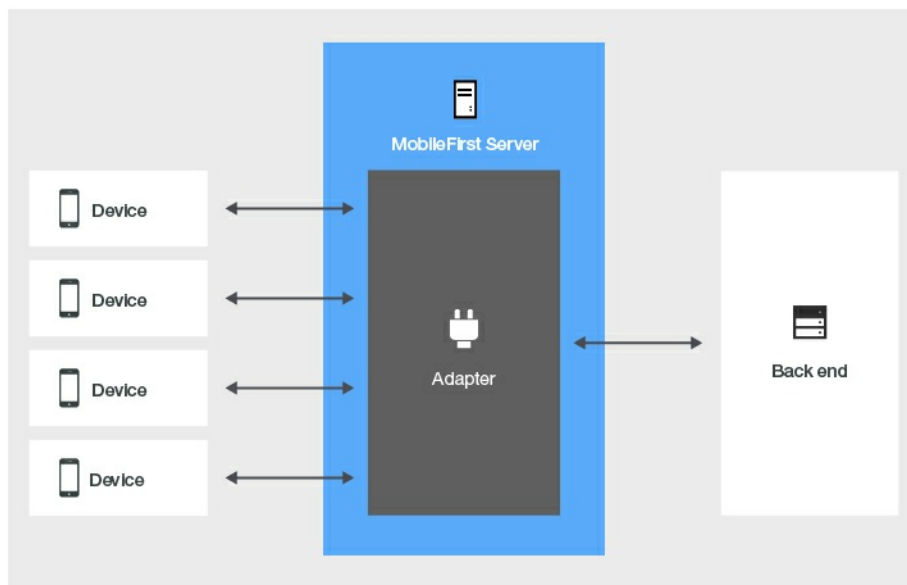 MobileFirst Server
Device
Device
Device
Device
Adapter
Back end